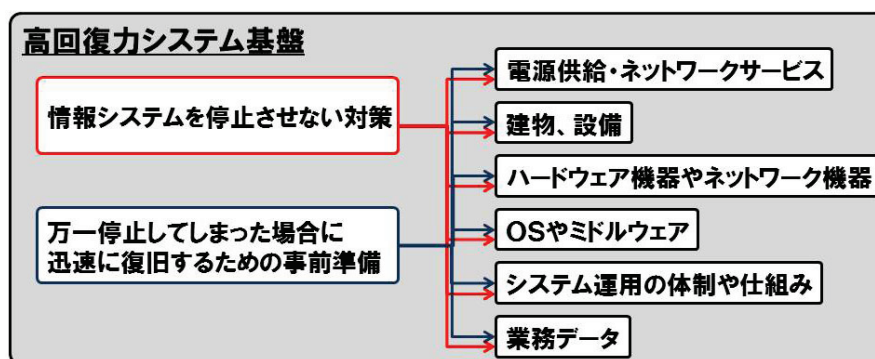 高回復力システム基盤
情報システムを停止させない対策
万一停止してしまった場合に
迅速に復旧するための事前準備
電源供給・ネットワークサービス
建物、設備
ハードウェア機器やネットワーク機器
OSやミドルウェア
システム運用の体制や仕組み
業務データ